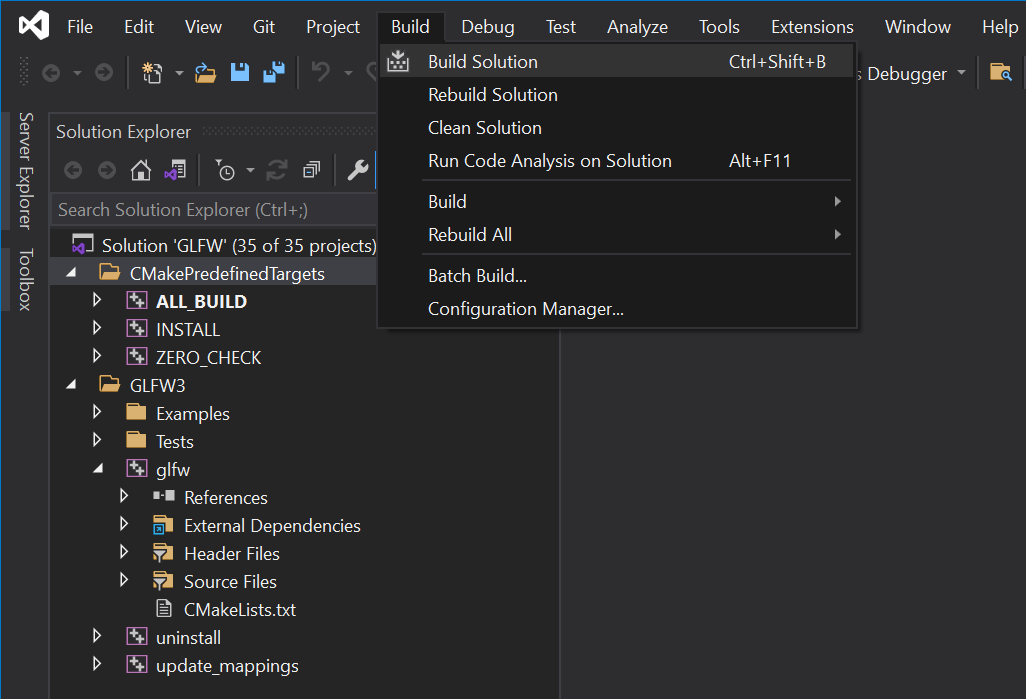 File Edit View Git Project Build Debug Test Analyze Tools Extensions Window Help
Build Solution Ctrl+Shift+B
Debugger
Rebuild Solution
Clean Solution
Run Code Analysis on Solution Alt+F11
Build
Rebuild All
Batch Build...
Configuration Manager...
Server Explorer
Toolbox
Solution Explorer
Search Solution Explorer (Ctrl+;)
Solution 'GLFW' (35 of 35 projects)
CMakePredefinedTargets
ALL_BUILD
INSTALL
ZERO_CHECK
GLFW3
Examples
Tests
glfw
References
External Dependencies
Header Files
Source Files
CMakeLists.txt
uninstall
update_mappings